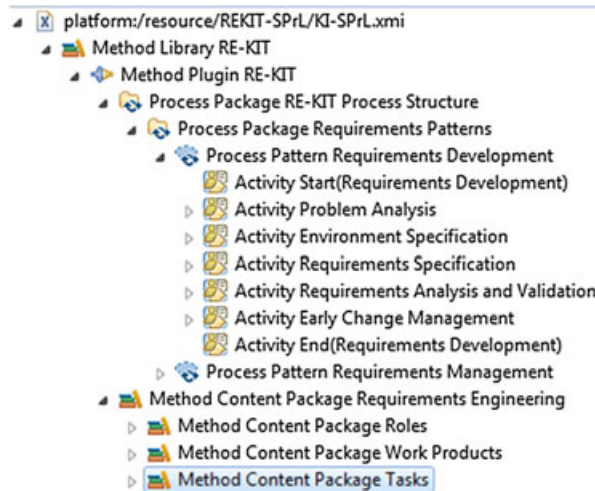 platform:/resource/REKIT-SPrL/KI-SPrL.xmi
Method Library RE-KIT
Method Plugin RE-KIT
Process Package RE-KIT Process Structure
Process Package Requirements Patterns
Process Pattern Requirements Development
Activity Start(Requirements Development)
Activity Problem Analysis
Activity Environment Specification
Activity Requirements Specification
Activity Requirements Analysis and Validation
Activity Early Change Management
Activity End(Requirements Development)
Process Pattern Requirements Management
Method Content Package Requirements Engineering
Method Content Package Roles
Method Content Package Work Products
Method Content Package Tasks